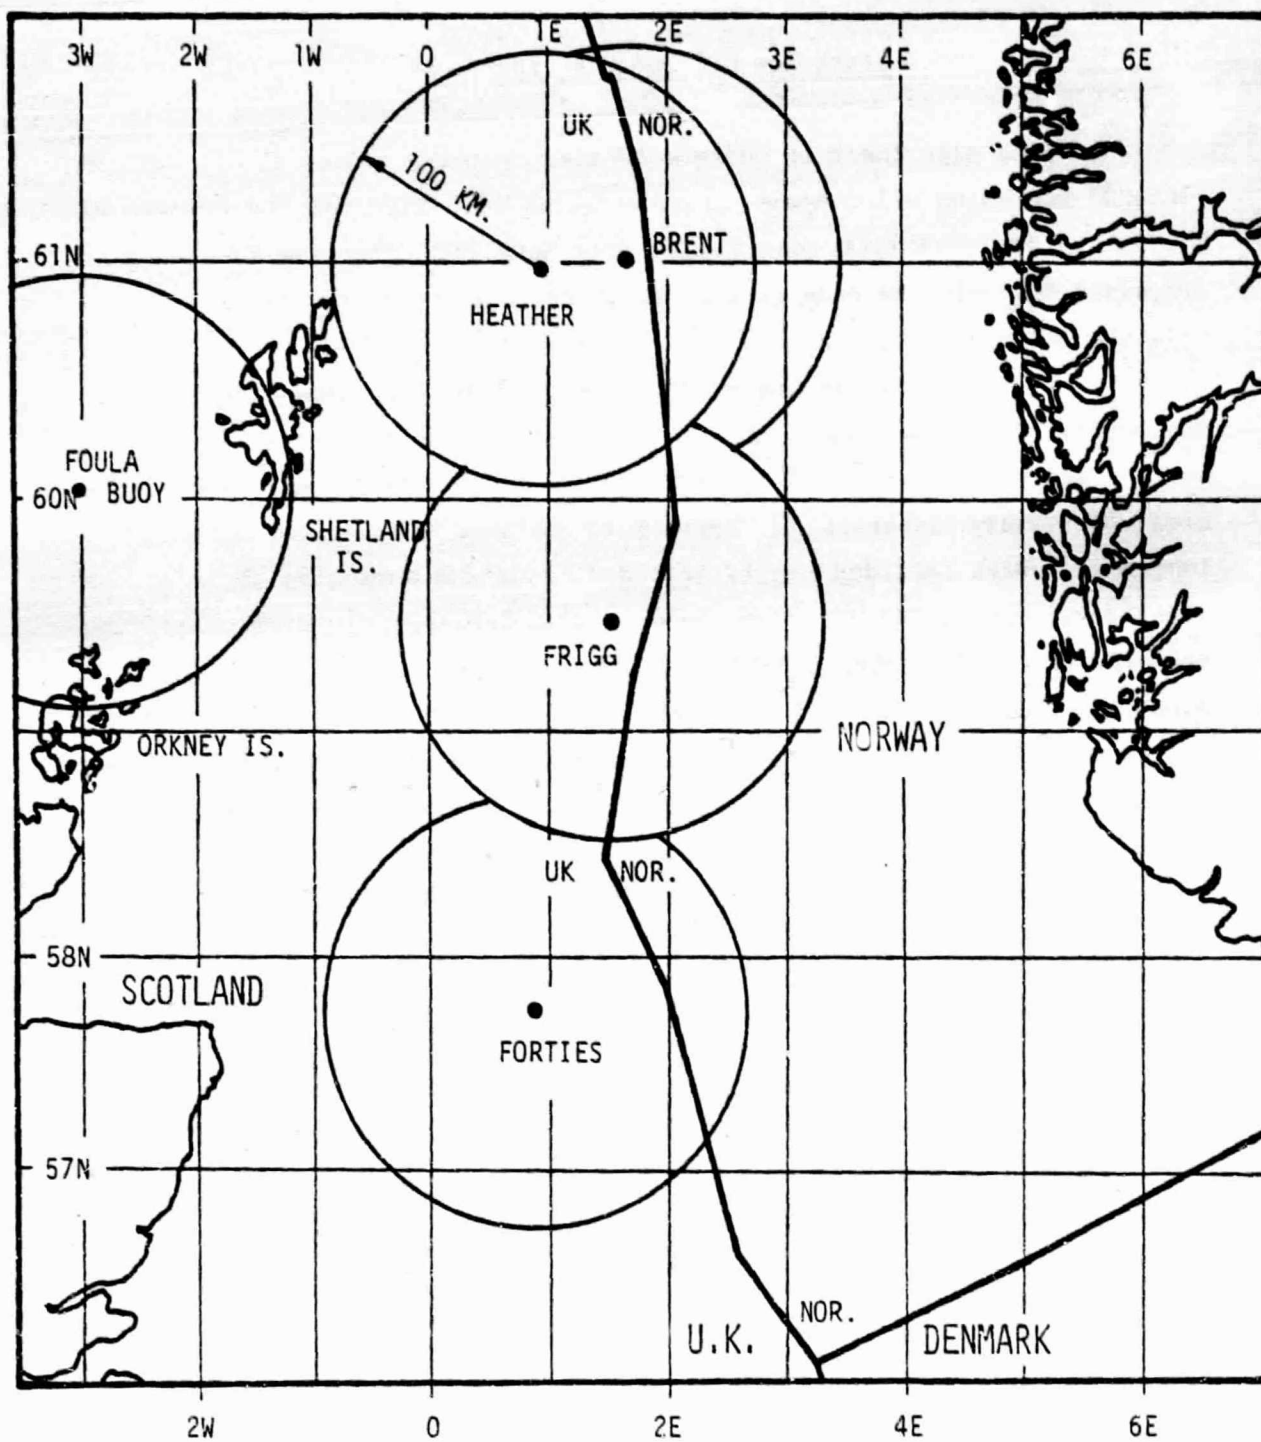 3W 2W 1W 0 1E 2E 3E 4E 6E
UK NOR.
100 KM.
61N
BRENT
HEATHER
FOULA
BUOY
60N
SHETLAND
IS.
FRIGG
ORKNEY IS.
NORWAY
UK NOR.
58N
SCOTLAND
FORTIES
57N
NOR.
U.K. DENMARK
2W 0 2E 4E 6E